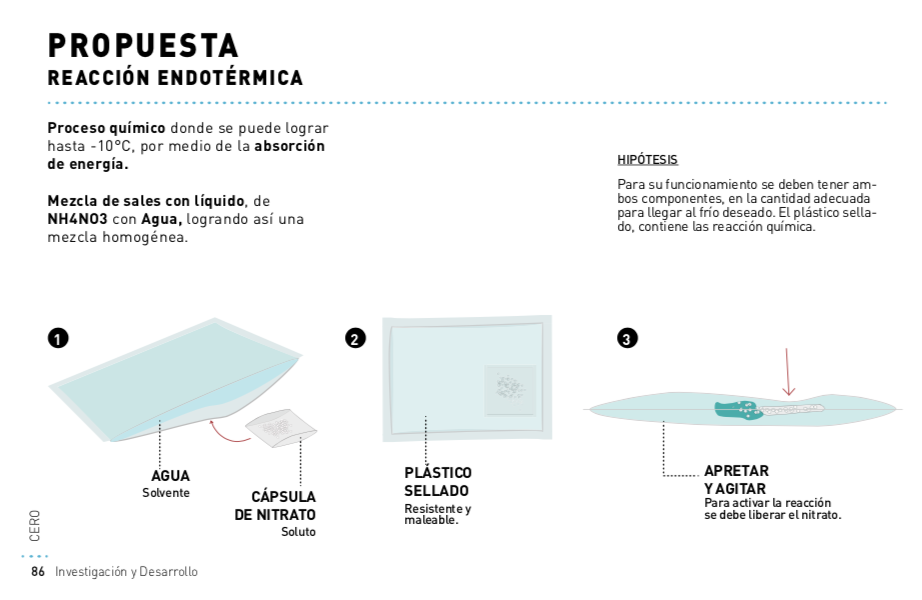 PROPUESTA
REACCIÓN ENDOTÉRMICA
Proceso químico donde se puede lograr
hasta -10°C, por medio de la absorción
de energía.
Mezcla de sales con líquido, de
NH4NO3 con Agua, logrando así una
mezcla homogénea.
HIPÓTESIS
Para su funcionamiento se deben tener am-
bos componentes, en la cantidad adecuada
para llegar al frío deseado. El plástico sella-
do, contiene las reacción química.
1
AGUA
Solvente
CÁPSULA
DE NITRATO
Soluto
2
PLÁSTICO
SELLADO
Resistente y
maleable.
3
APRETAR
Y AGITAR
Para activar la reacción
se debe liberar el nitrato.
CERO
86 Investigación y Desarrollo